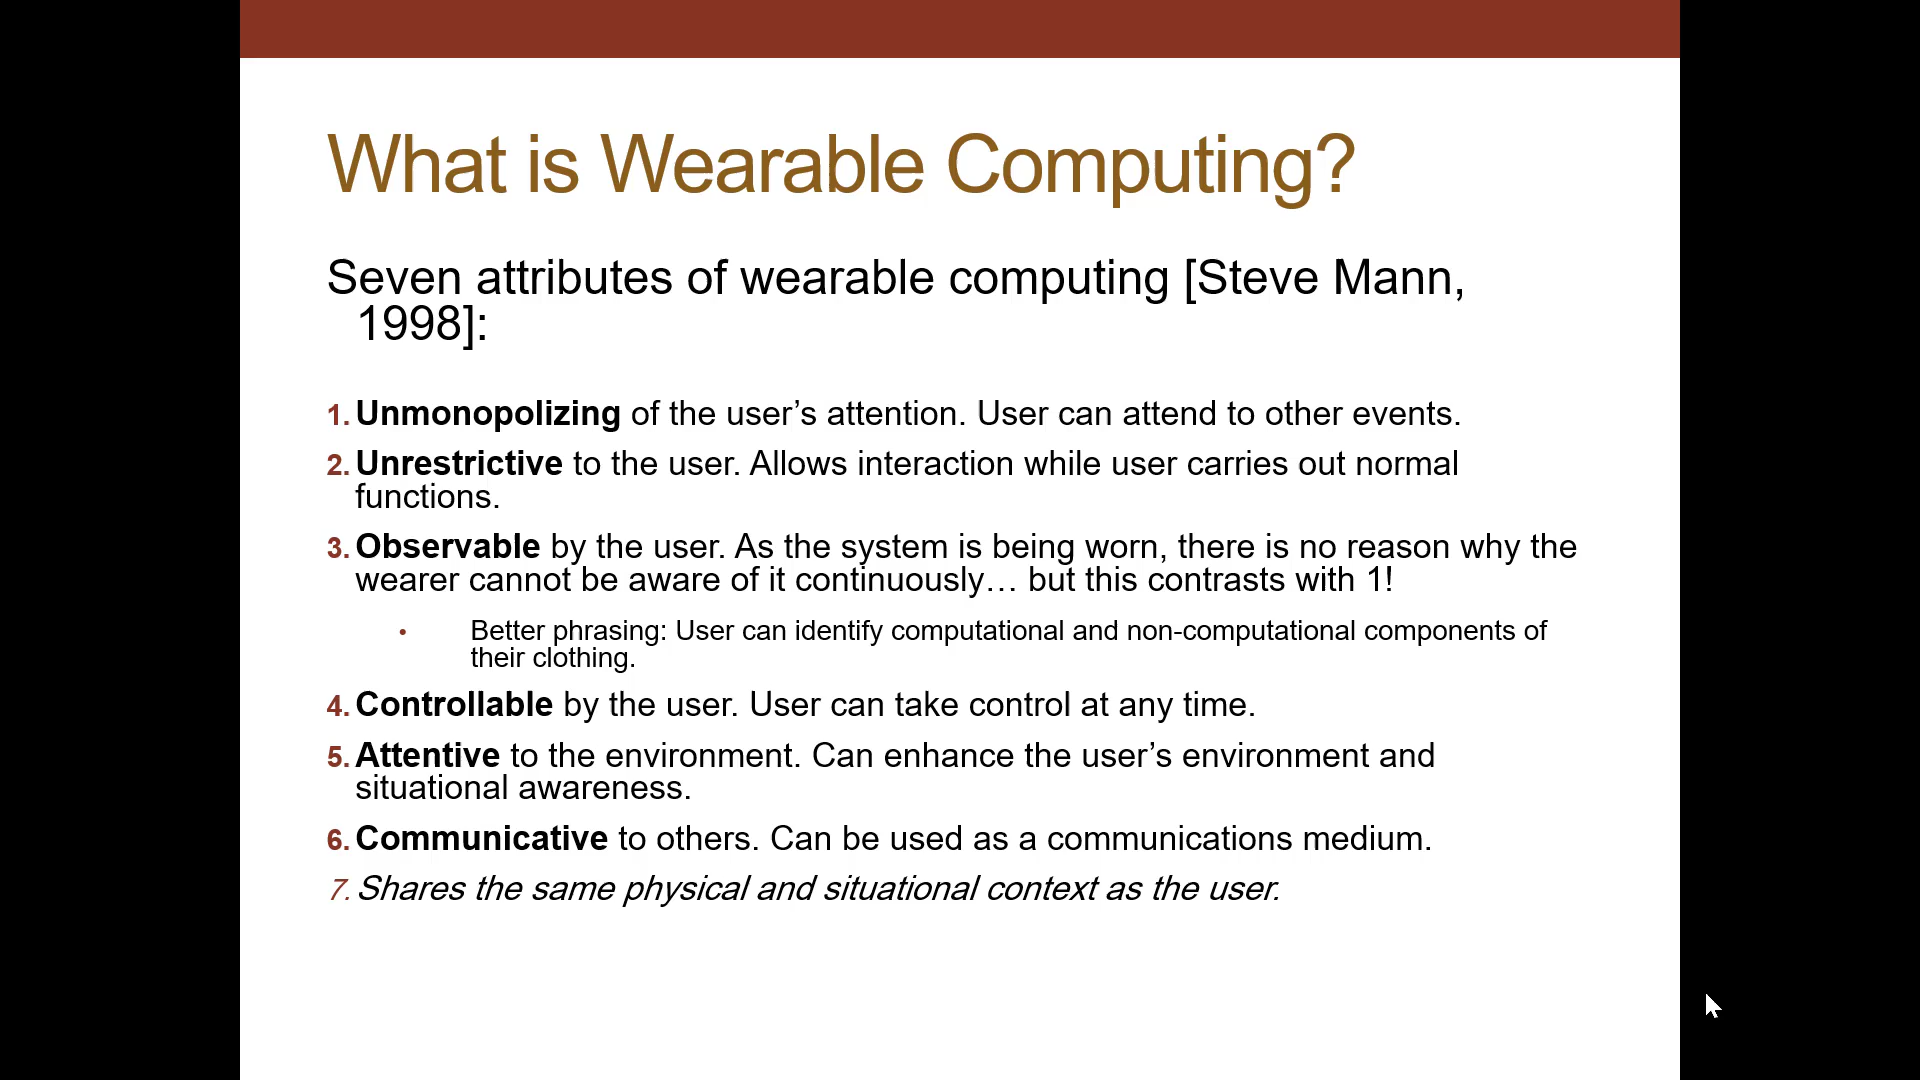 What is Wearable Computing?
Seven attributes of wearable computing [Steve Mann,
1998]:
1. Unmonopolizing of the user’s attention. User can attend to other events.
2. Unrestrictive to the user. Allows interaction while user carries out normal
functions.
3. Observable by the user. As the system is being worn, there is no reason why the
wearer cannot be aware of it continuously… but this contrasts with 1!
• Better phrasing: User can identify computational and non-computational components of
their clothing.
4. Controllable by the user. User can take control at any time.
5. Attentive to the environment. Can enhance the user’s environment and
situational awareness.
6. Communicative to others. Can be used as a communications medium.
7. Shares the same physical and situational context as the user.